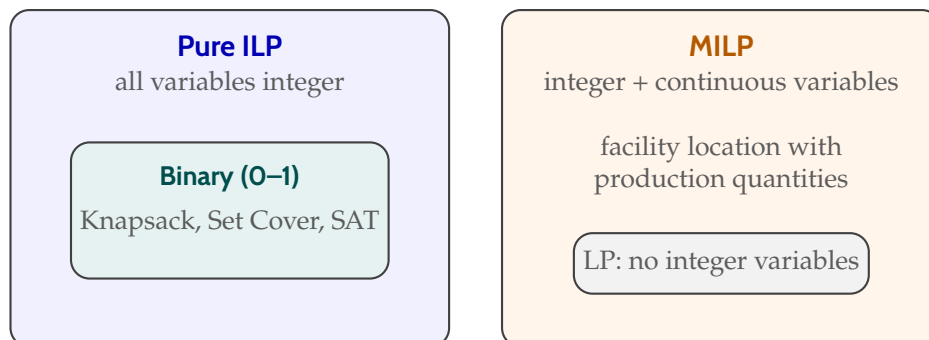 Pure ILP
all variables integer
Binary (0–1)
Knapsack, Set Cover, SAT
MILP
integer + continuous variables
facility location with
production quantities
LP: no integer variables